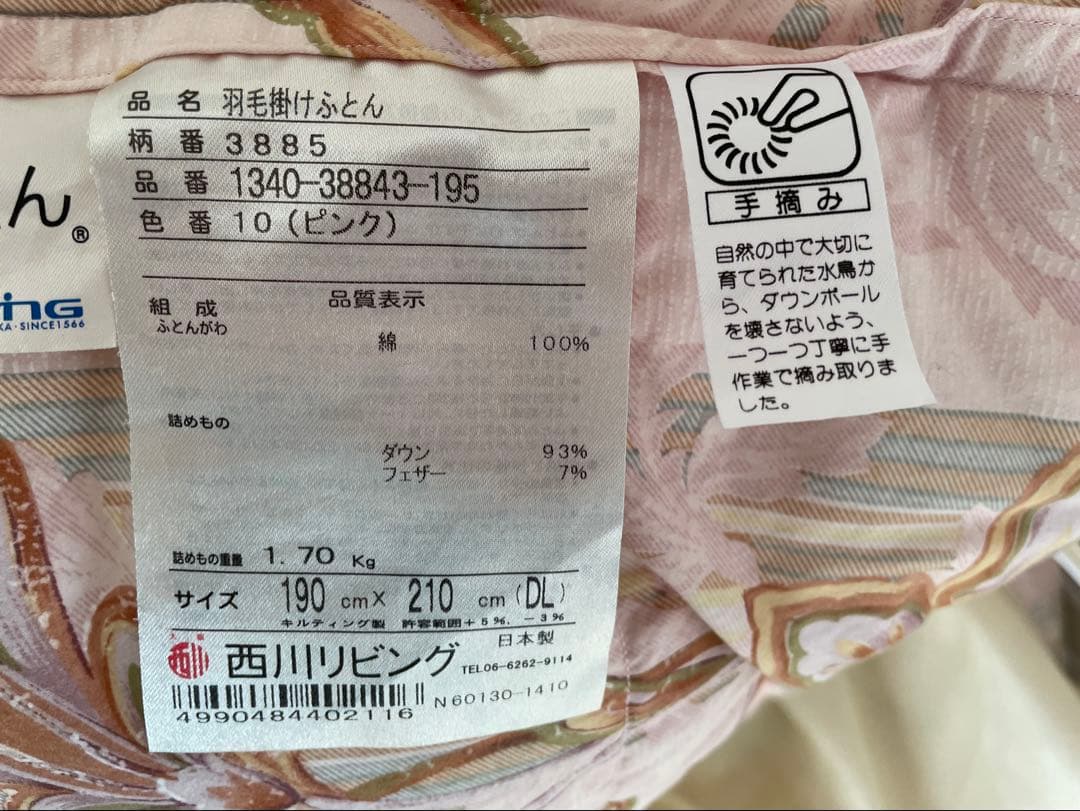 ん®
ing
KA・SINCE1566
品名 羽毛掛けふとん
柄番 3885
品番 1340-38843-195
色番 10(ピンク)
品質表示
組成
ふとんがわ
綿 100%
詰めもの
ダウン 93%
フェザー 7%
詰めもの重量 1.70 Kg
サイズ 190 cm× 210 cm (DL)
キルティング製 許容範囲+5%. -3%
日本製
西川
西川リビング TEL06-6262-9114
N60130-1410
4990484402116
手摘み
自然の中で大切に
育てられた水鳥か
ら、ダウンボール
を壊さないよう、
一つ一つ丁寧に手
作業で摘み取りま
した。